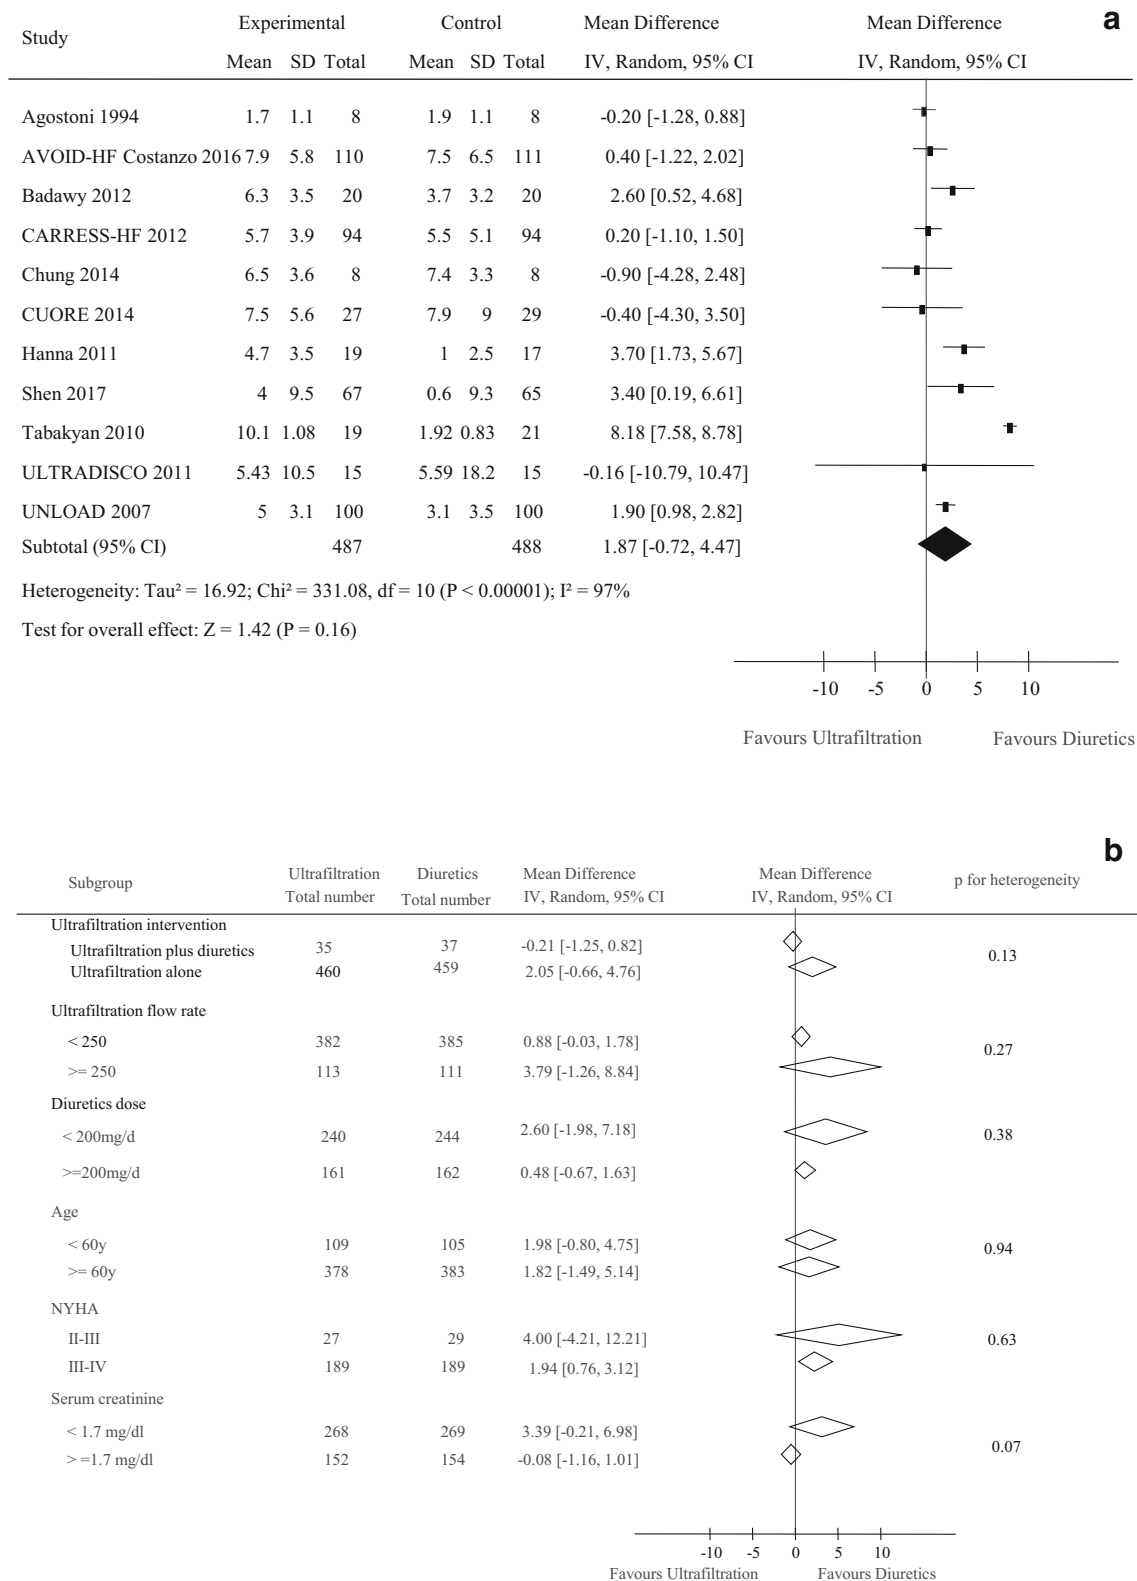 a
Study Experimental Control Mean Difference Mean Difference
Mean SD Total Mean SD Total IV, Random, 95% CI IV, Random, 95% CI
Agostoni 1994 1.7 1.1 8 1.9 1.1 8 -0.20 [-1.28, 0.88]
AVOID-HF Costanzo 2016 7.9 5.8 110 7.5 6.5 111 0.40 [-1.22, 2.02]
Badawy 2012 6.3 3.5 20 3.7 3.2 20 2.60 [0.52, 4.68]
CARRESS-HF 2012 5.7 3.9 94 5.5 5.1 94 0.20 [-1.10, 1.50]
Chung 2014 6.5 3.6 8 7.4 3.3 8 -0.90 [-4.28, 2.48]
CUORE 2014 7.5 5.6 27 7.9 9 29 -0.40 [-4.30, 3.50]
Hanna 2011 4.7 3.5 19 1 2.5 17 3.70 [1.73, 5.67]
Shen 2017 4 9.5 67 0.6 9.3 65 3.40 [0.19, 6.61]
Tabakyan 2010 10.1 1.08 19 1.92 0.83 21 8.18 [7.58, 8.78]
ULTRADISCO 2011 5.43 10.5 15 5.59 18.2 15 -0.16 [-10.79, 10.47]
UNLOAD 2007 5 3.1 100 3.1 3.5 100 1.90 [0.98, 2.82]
Subtotal (95% CI) 487 488 1.87 [-0.72, 4.47]
Heterogeneity: Tau² = 16.92; Chi² = 331.08, df = 10 (P < 0.00001); I² = 97%
Test for overall effect: Z = 1.42 (P = 0.16)
-10 -5 0 5 10
Favours Ultrafiltration Favours Diuretics
b
Subgroup Ultrafiltration Diuretics Mean Difference Mean Difference p for heterogeneity
Total number Total number IV, Random, 95% CI IV, Random, 95% CI
Ultrafiltration intervention
Ultrafiltration plus diuretics 35 37 -0.21 [-1.25, 0.82]
0.13
Ultrafiltration alone 460 459 2.05 [-0.66, 4.76]
Ultrafiltration flow rate
< 250 382 385 0.88 [-0.03, 1.78]
0.27
>= 250 113 111 3.79 [-1.26, 8.84]
Diuretics dose
< 200mg/d 240 244 2.60 [-1.98, 7.18] 0.38
>=200mg/d 161 162 0.48 [-0.67, 1.63]
Age
< 60y 109 105 1.98 [-0.80, 4.75]
0.94
>= 60y 378 383 1.82 [-1.49, 5.14]
NYHA
II-III 27 29 4.00 [-4.21, 12.21] 0.63
III-IV 189 189 1.94 [0.76, 3.12]
Serum creatinine
< 1.7 mg/dl 268 269 3.39 [-0.21, 6.98]
0.07
> =1.7 mg/dl 152 154 -0.08 [-1.16, 1.01]
-10 -5 0 5 10
Favours Ultrafiltration Favours Diuretics